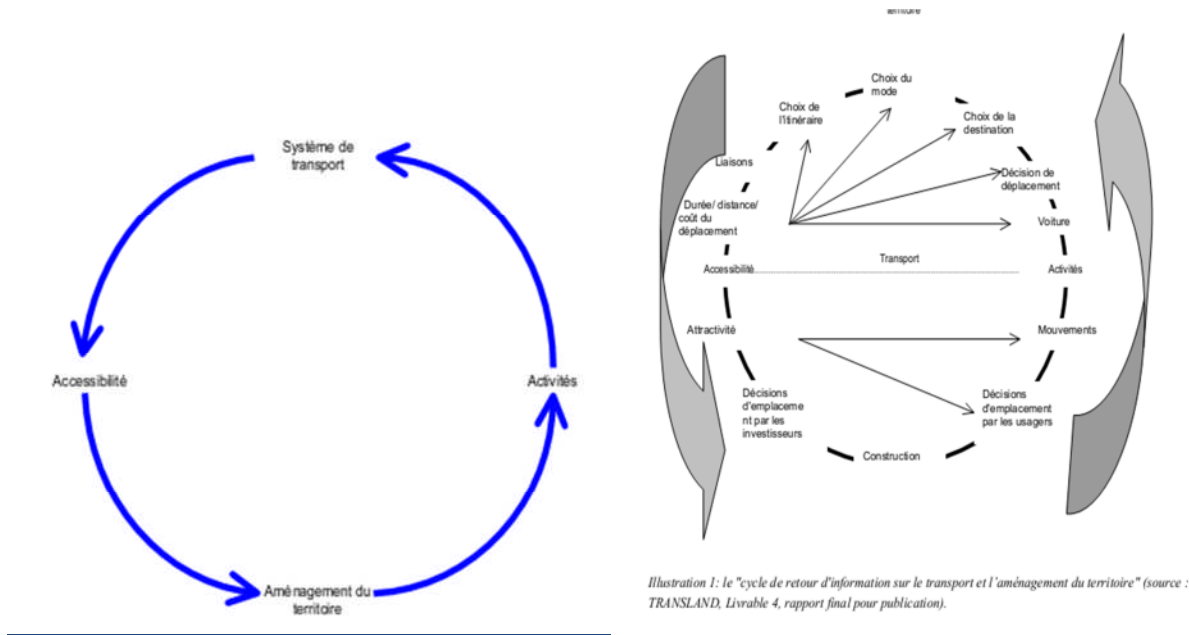 Système de
transport
Accessibilité
Activités
Aménagement du
territoire
territoire
Choix du
mode
Choix de
l'itinéraire
Choix de la
destination
Liaisons
Décision de
déplacement
Durée/ distance/
coût du
déplacement
Voiture
Transport
Accessibilité
Activités
Attractivité
Mouvements
Décisions
d'emplaceme
nt par les
investisseurs
Décisions
d'emplacement
par les usagers
Construction
Illustration 1: le "cycle de retour d'information sur le transport et l'aménagement du territoire" (source :
TRANSLAND, Livrable 4, rapport final pour publication).